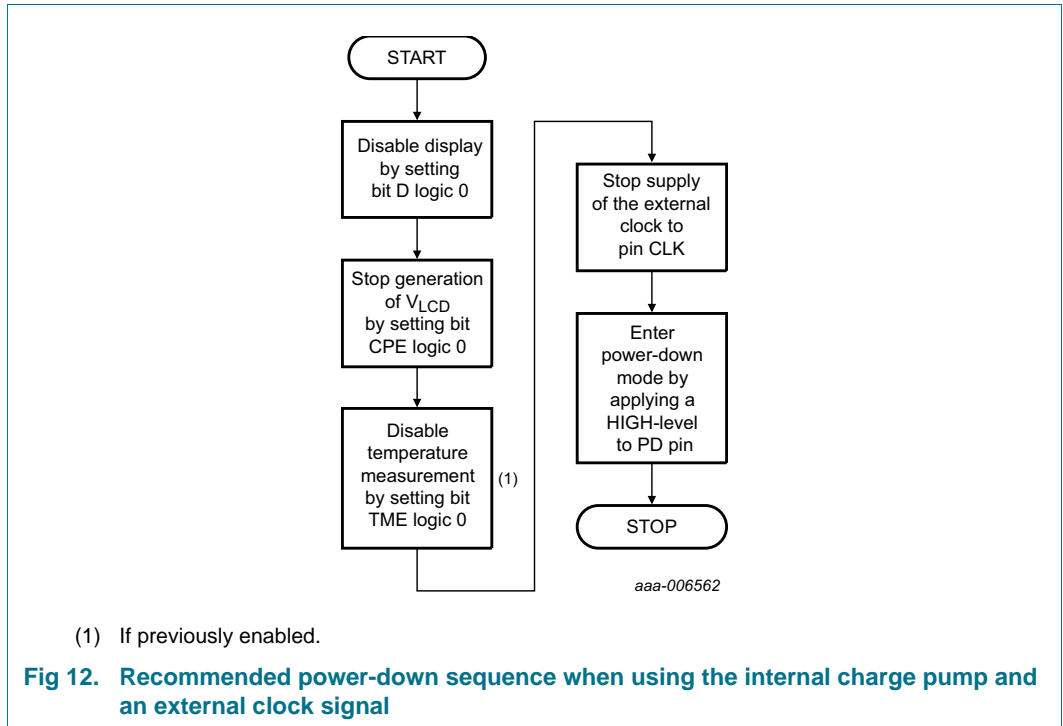 START
Disable display
by setting
bit D logic 0
Stop generation
of VLCD
by setting bit
CPE logic 0
Disable
temperature
measurement
by setting bit
TME logic 0
(1)
Stop supply
of the external
clock to
pin CLK
Enter
power-down
mode by
applying a
HIGH-level
to PD pin
STOP
aaa-006562
(1) If previously enabled.
Fig 12. Recommended power-down sequence when using the internal charge pump and
an external clock signal